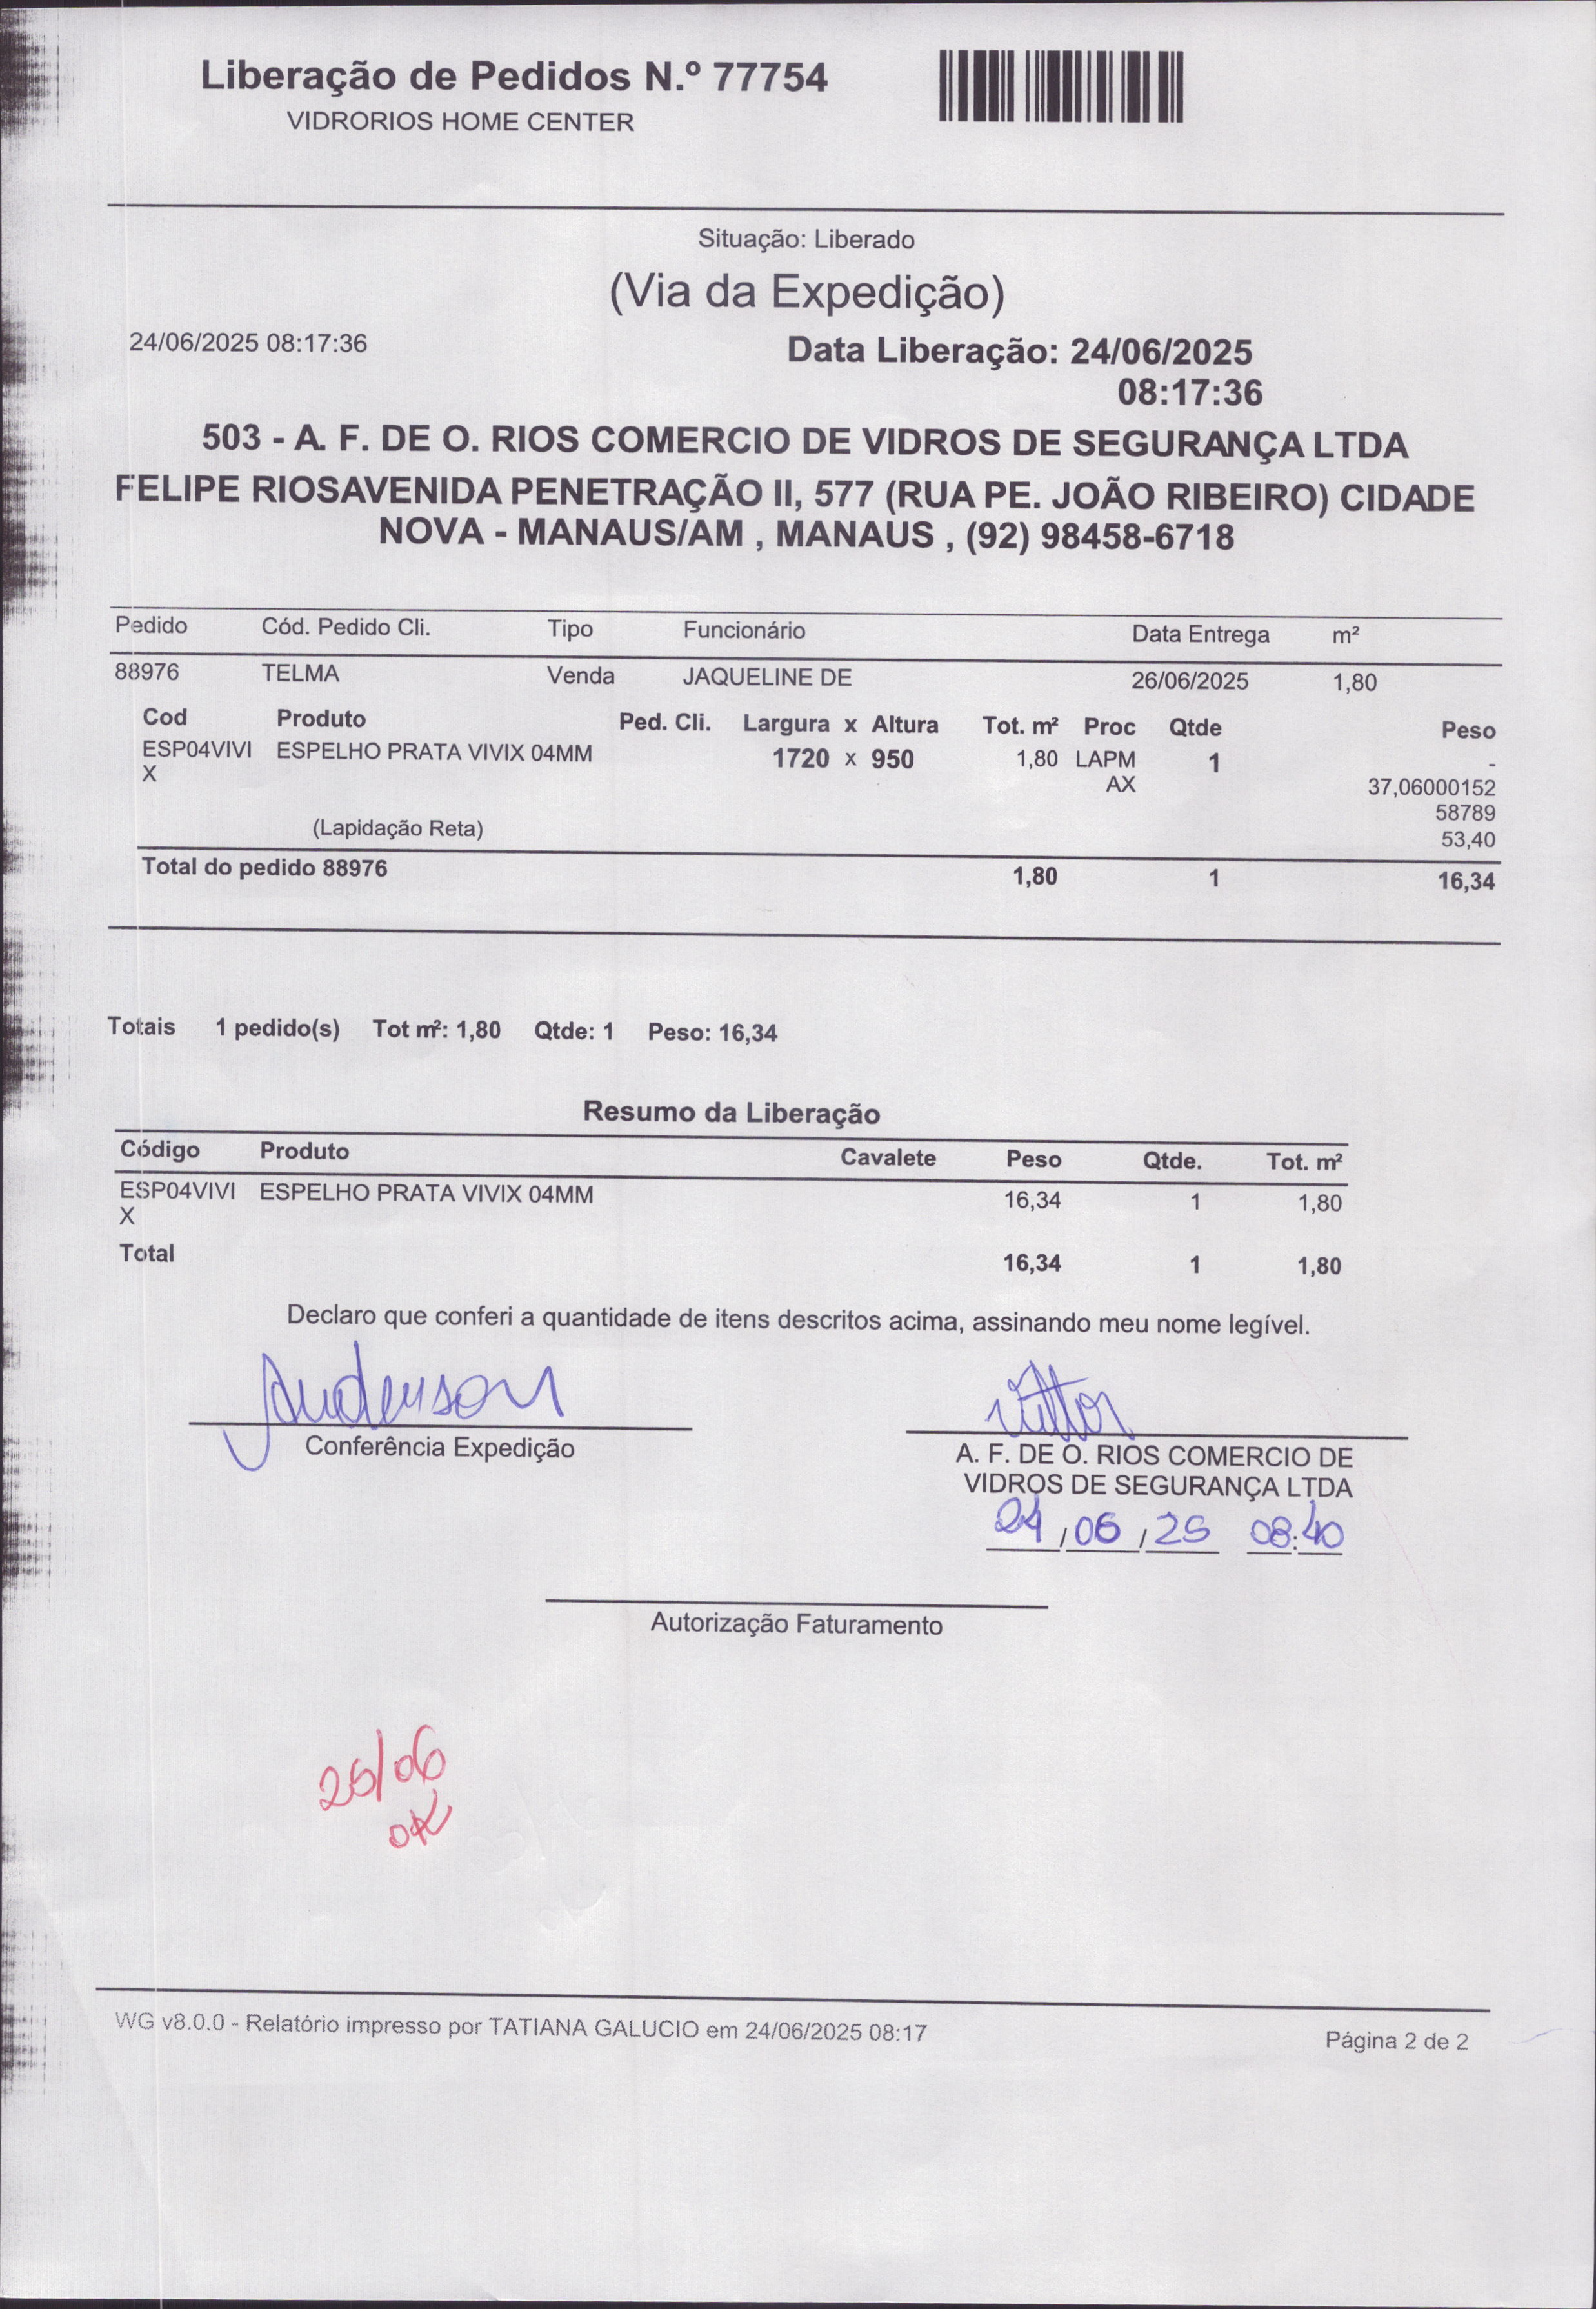 Liberação de Pedidos N.º 77754
VIDRORIOS HOME CENTER
Situação: Liberado
(Via da Expedição)
24/06/2025 08:17:36
Data Liberação: 24/06/2025
08:17:36
503 - A. F. DE O. RIOS COMERCIO DE VIDROS DE SEGURANÇA LTDA
FELIPE RIOSAVENIDA PENETRAÇÃO II, 577 (RUA PE. JOÃO RIBEIRO) CIDADE
NOVA - MANAUS/AM , MANAUS , (92) 98458-6718
Pedido Cód. Pedido Cli. Tipo Funcionário Data Entrega m²
88976 TELMA Venda JAQUELINE DE 26/06/2025 1,80
Cod Produto Ped. Cli. Largura x Altura Tot. m² Proc Qtde Peso
ESP04VIVI ESPELHO PRATA VIVIX 04MM 1720 x 950 1,80 LAPM 1 -
X AX 37,06000152
58789
(Lapidação Reta) 53,40
Total do pedido 88976 1,80 1 16,34
Totais 1 pedido(s) Tot m²: 1,80 Qtde: 1 Peso: 16,34
Resumo da Liberação
Código Produto Cavalete Peso Qtde. Tot. m²
ESP04VIVI ESPELHO PRATA VIVIX 04MM 16,34 1 1,80
X
Total 16,34 1 1,80
Declaro que conferi a quantidade de itens descritos acima, assinando meu nome legível.
Anderson Vittor
Conferência Expedição
A. F. DE O. RIOS COMERCIO DE
VIDROS DE SEGURANÇA LTDA
24/06/25 08:40
Autorização Faturamento
25/06
OK
WG v8.0.0 - Relatório impresso por TATIANA GALUCIO em 24/06/2025 08:17
Página 2 de 2